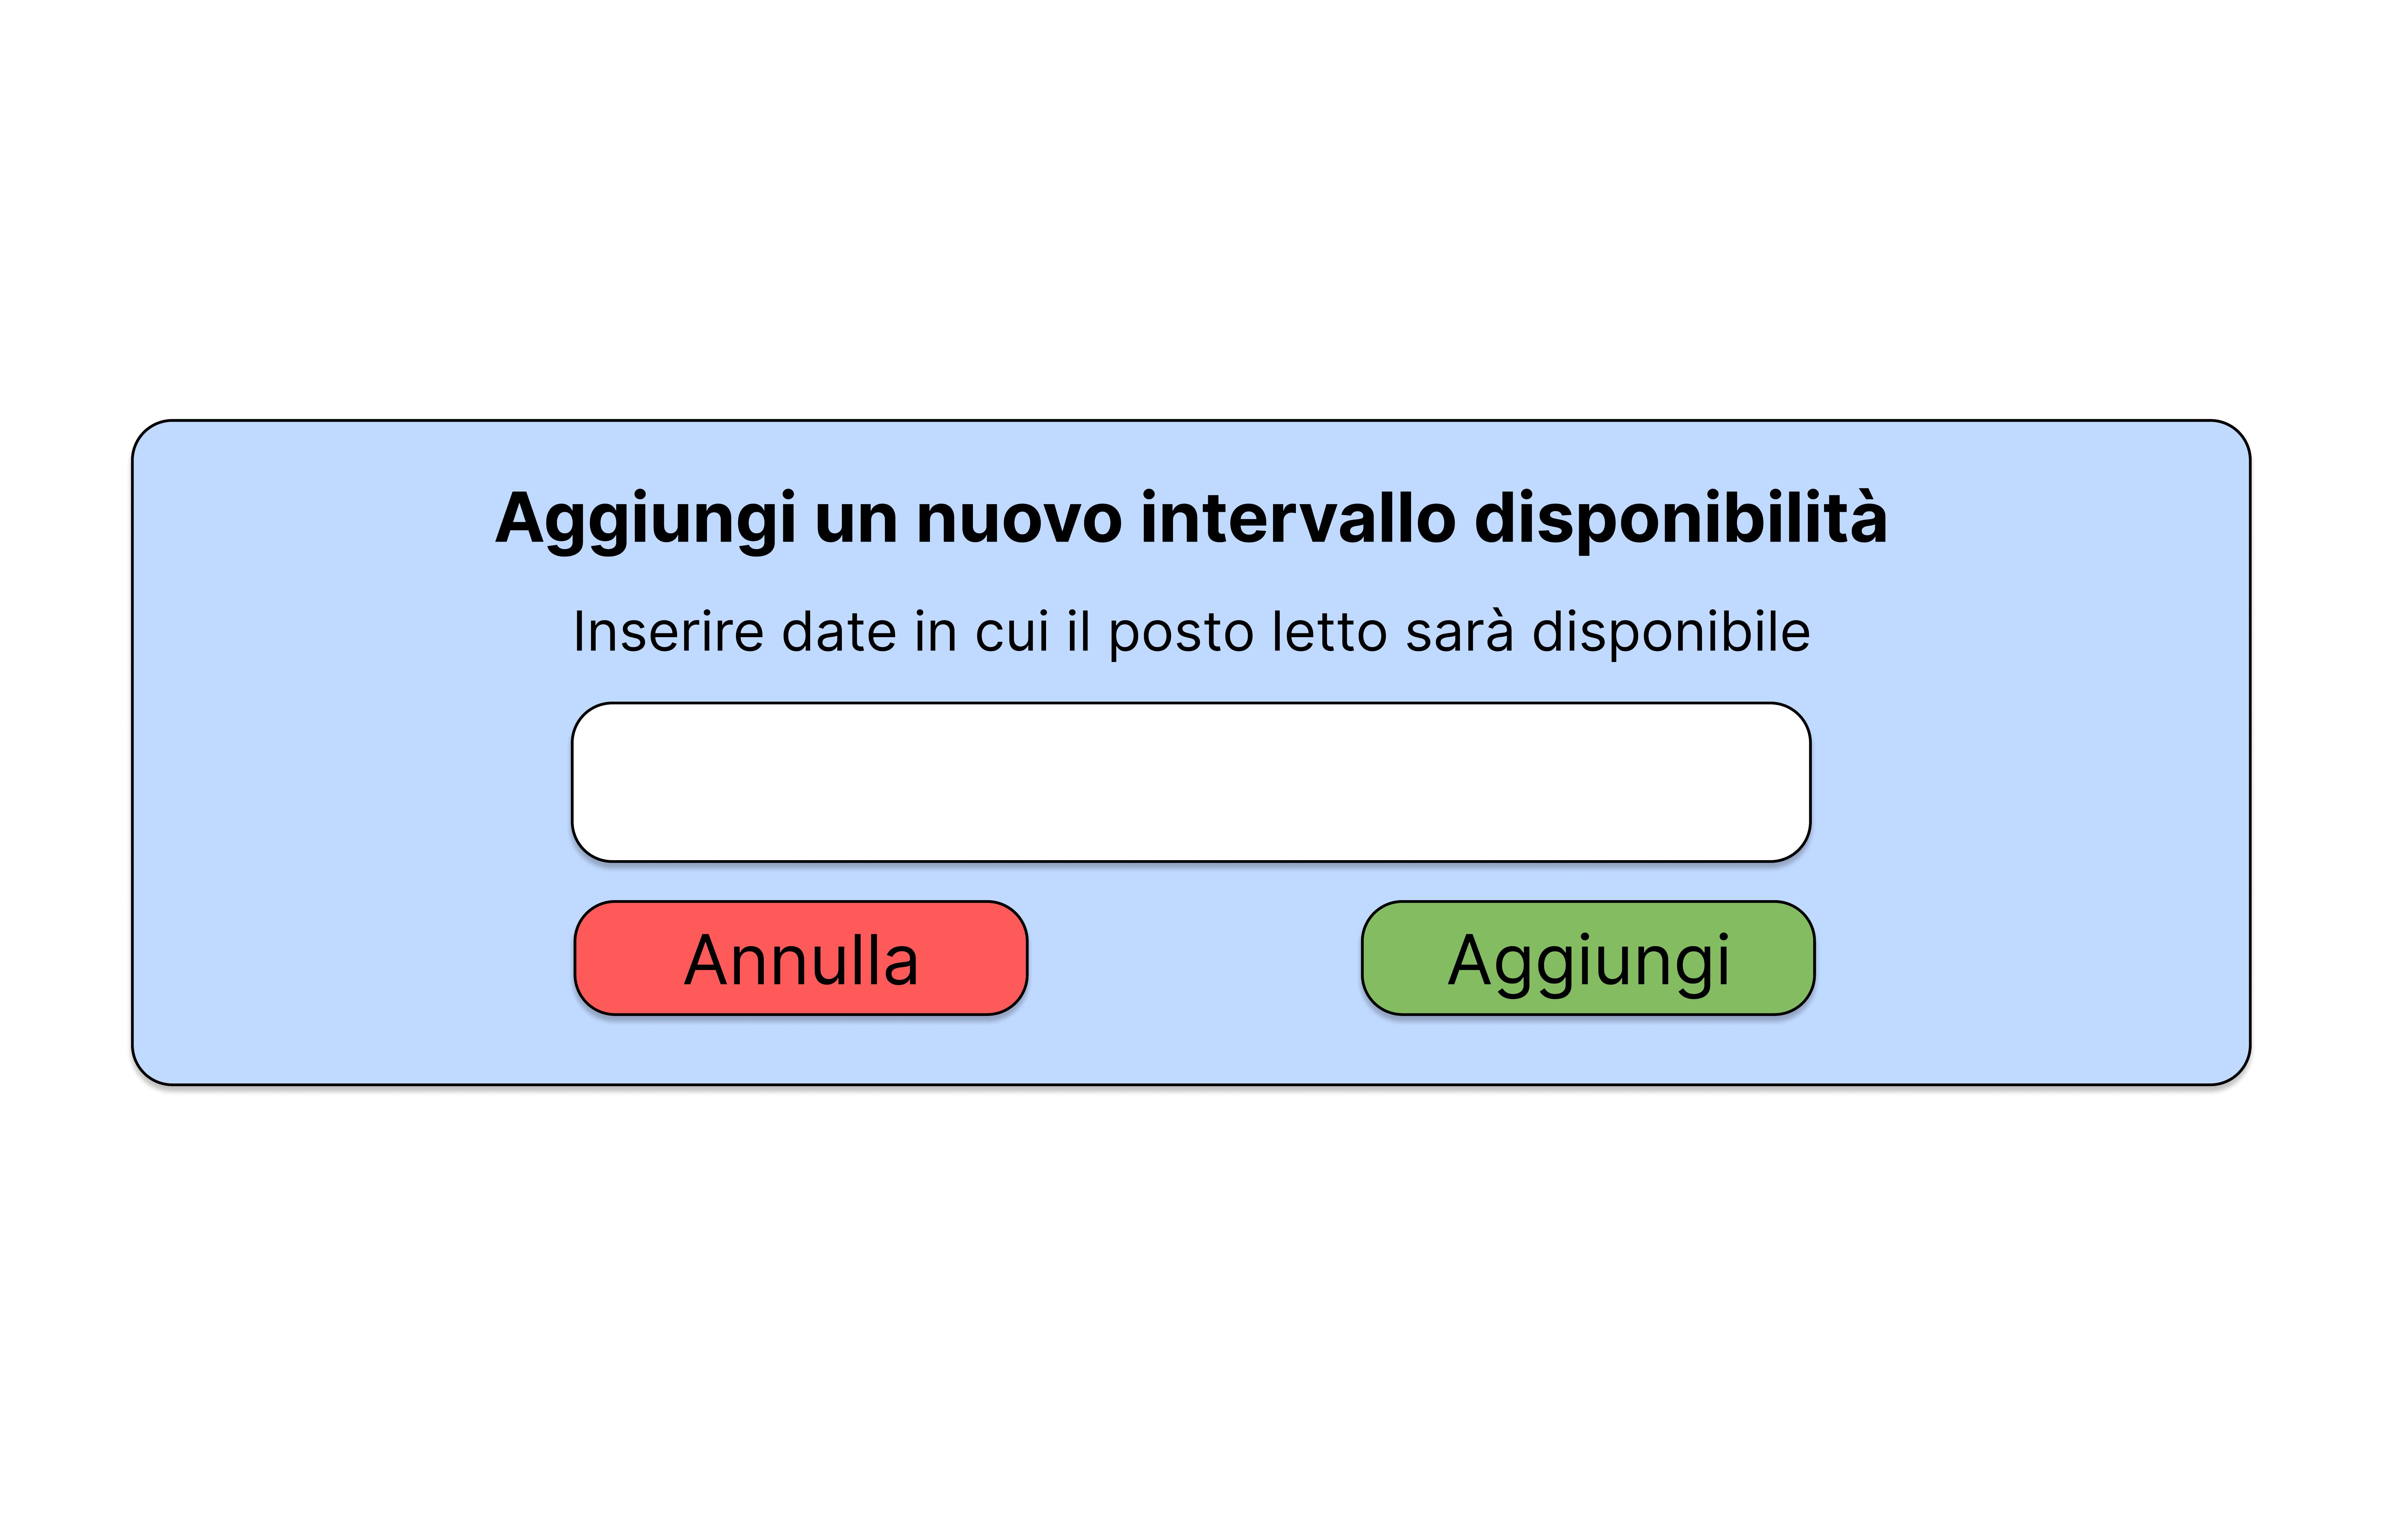 Aggiungi un nuovo intervallo disponibilità
Inserire date in cui il posto letto sarà disponibile
Annulla
Aggiungi